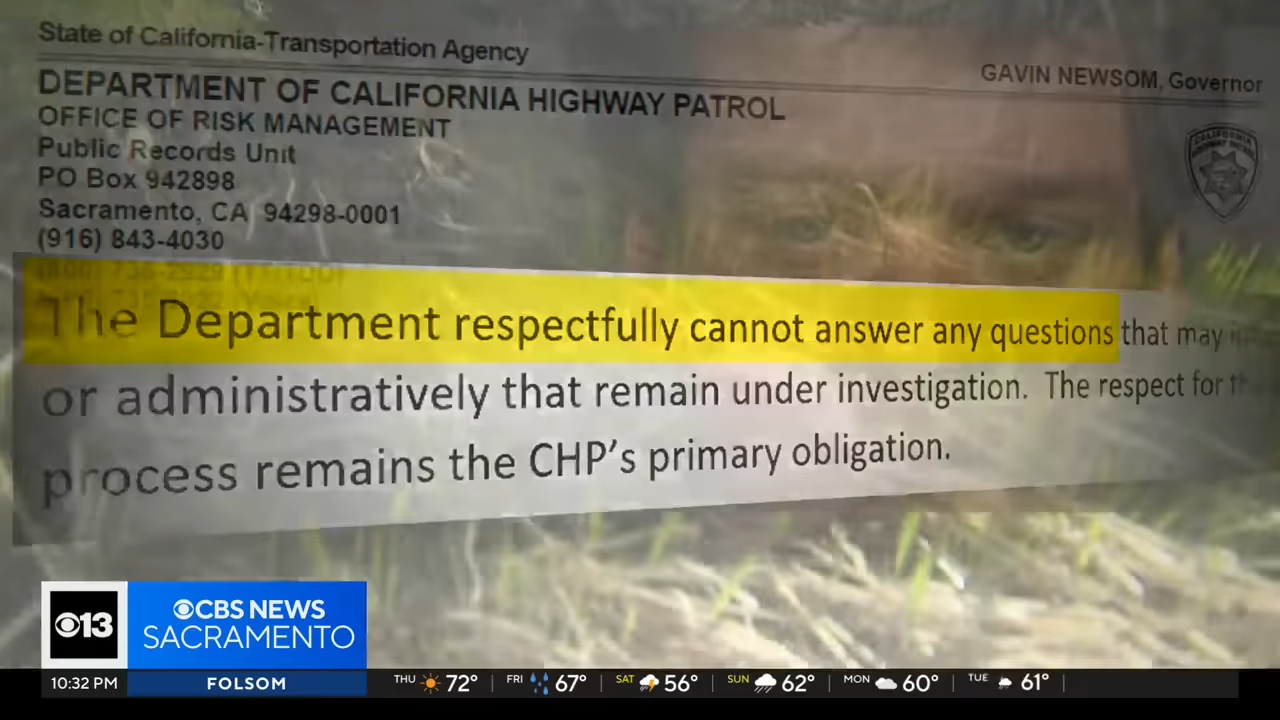 State of California-Transportation Agency
GAVIN NEWSOM, Governor
DEPARTMENT OF CALIFORNIA HIGHWAY PATROL
OFFICE OF RISK MANAGEMENT
Public Records Unit
PO Box 942898
Sacramento, CA 94298-0001
(916) 843-4030
CALIFORNIA
HIGHWAY PATROL
The Department respectfully cannot answer any questions that may
or administratively that remain under investigation. The respect for
process remains the CHP's primary obligation.
13
CBS NEWS
SACRAMENTO
10:32 PM
FOLSOM
THU 72° FRI 67° SAT 56° SUN 62° MON 60° TUE 61°